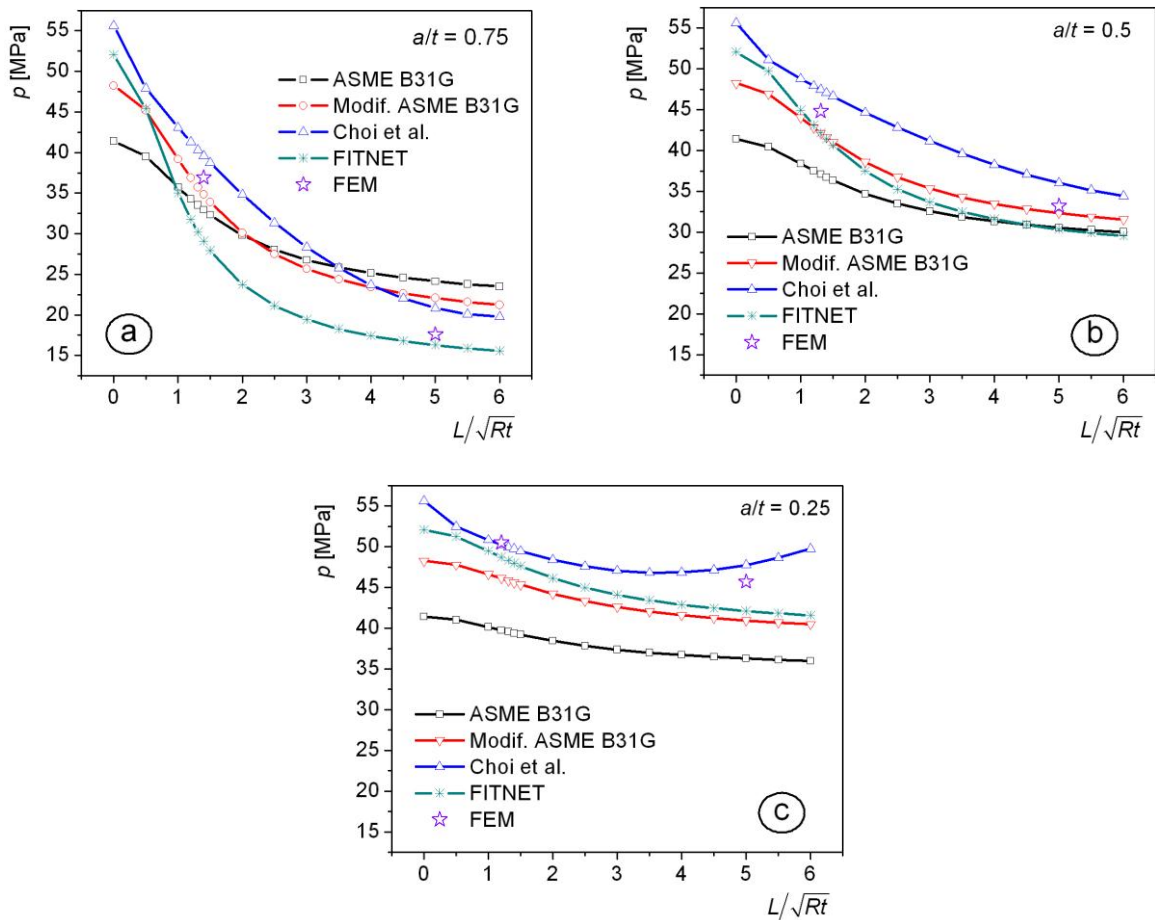 a/t = 0.75
p [MPa]
55
50
45
40
35
30
25
20
15
ASME B31G
Modif. ASME B31G
Choi et al.
FITNET
FEM
a
0 1 2 3 4 5 6
L/√Rt
a/t = 0.5
p [MPa]
55
50
45
40
35
30
25
20
15
ASME B31G
Modif. ASME B31G
Choi et al.
FITNET
FEM
b
0 1 2 3 4 5 6
L/√Rt
a/t = 0.25
p [MPa]
55
50
45
40
35
30
25
20
15
ASME B31G
Modif. ASME B31G
Choi et al.
FITNET
FEM
c
0 1 2 3 4 5 6
L/√Rt